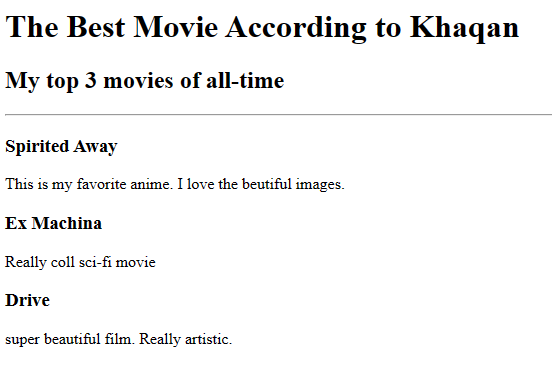 The Best Movie According to Khaqan
My top 3 movies of all-time
Spirited Away
This is my favorite anime. I love the beutiful images.
Ex Machina
Really coll sci-fi movie
Drive
super beautiful film. Really artistic.